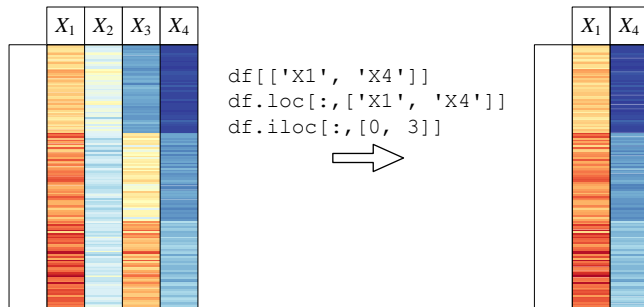 X1 X2 X3 X4
df[['X1', 'X4']]
df.loc[:,['X1', 'X4']]
df.iloc[:,[0, 3]]
X1 X4